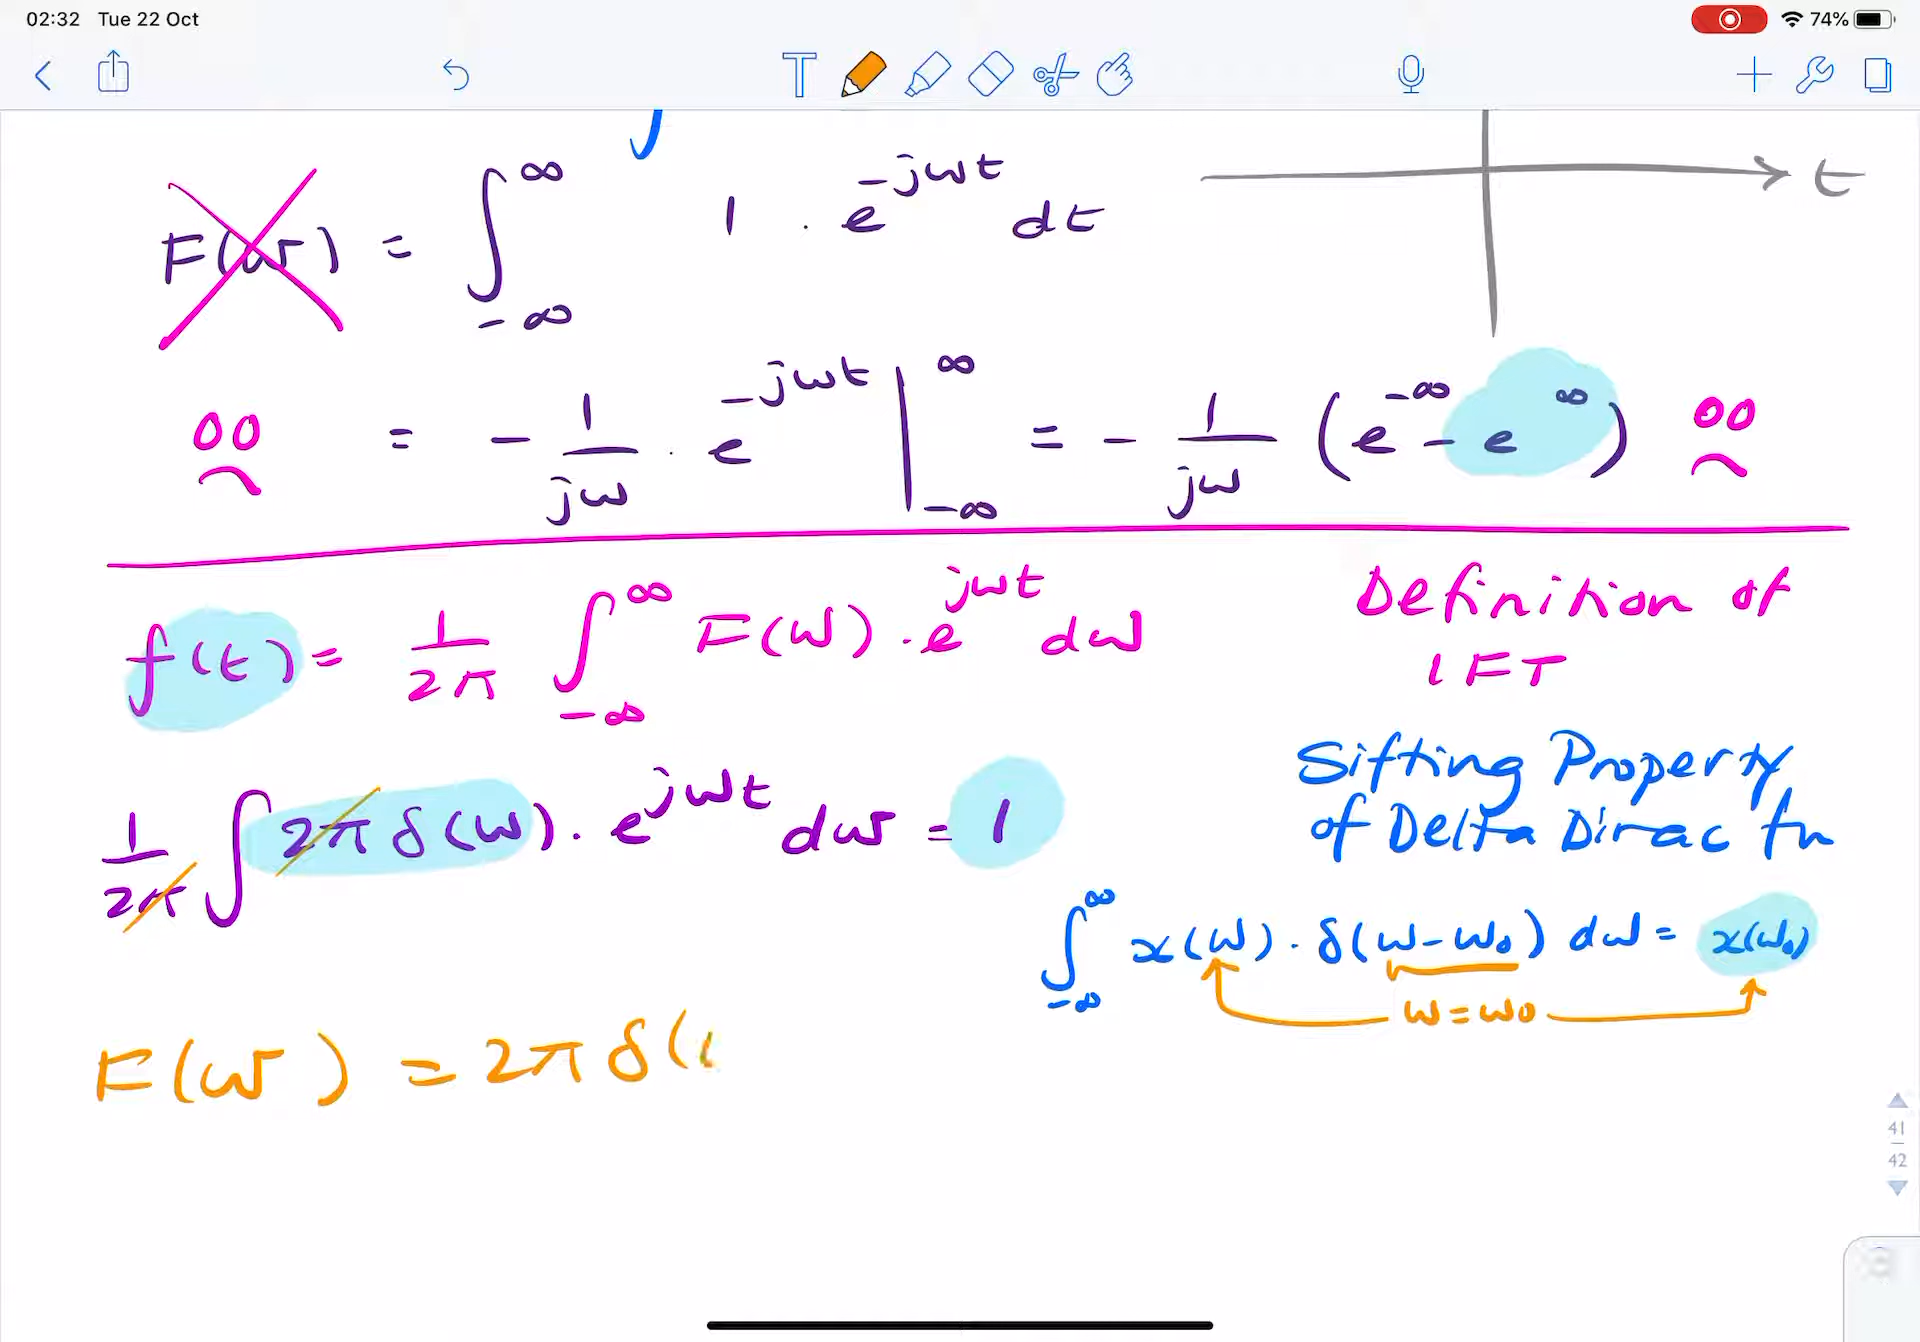 02:32 Tue 22 Oct 74%
T
t
F(ω) = ∫_{-∞}^{∞} 1 · e^{-jωt} dt
= - 1/jω · e^{-jωt} |_{-∞}^{∞} = - 1/jω (e^{-∞} - e^{∞})
f(t) = 1/2π ∫_{-∞}^{∞} F(ω) · e^{jωt} dω
Definition of
IFT
1/2π ∫ 2π δ(ω) · e^{jωt} dω = 1
Sifting Property
of Delta Dirac fn
∫_{-∞}^{∞} x(ω) · δ(ω-ω₀) dω = x(ω₀)
ω = ω₀
F(ω) = 2π δ(
41
42